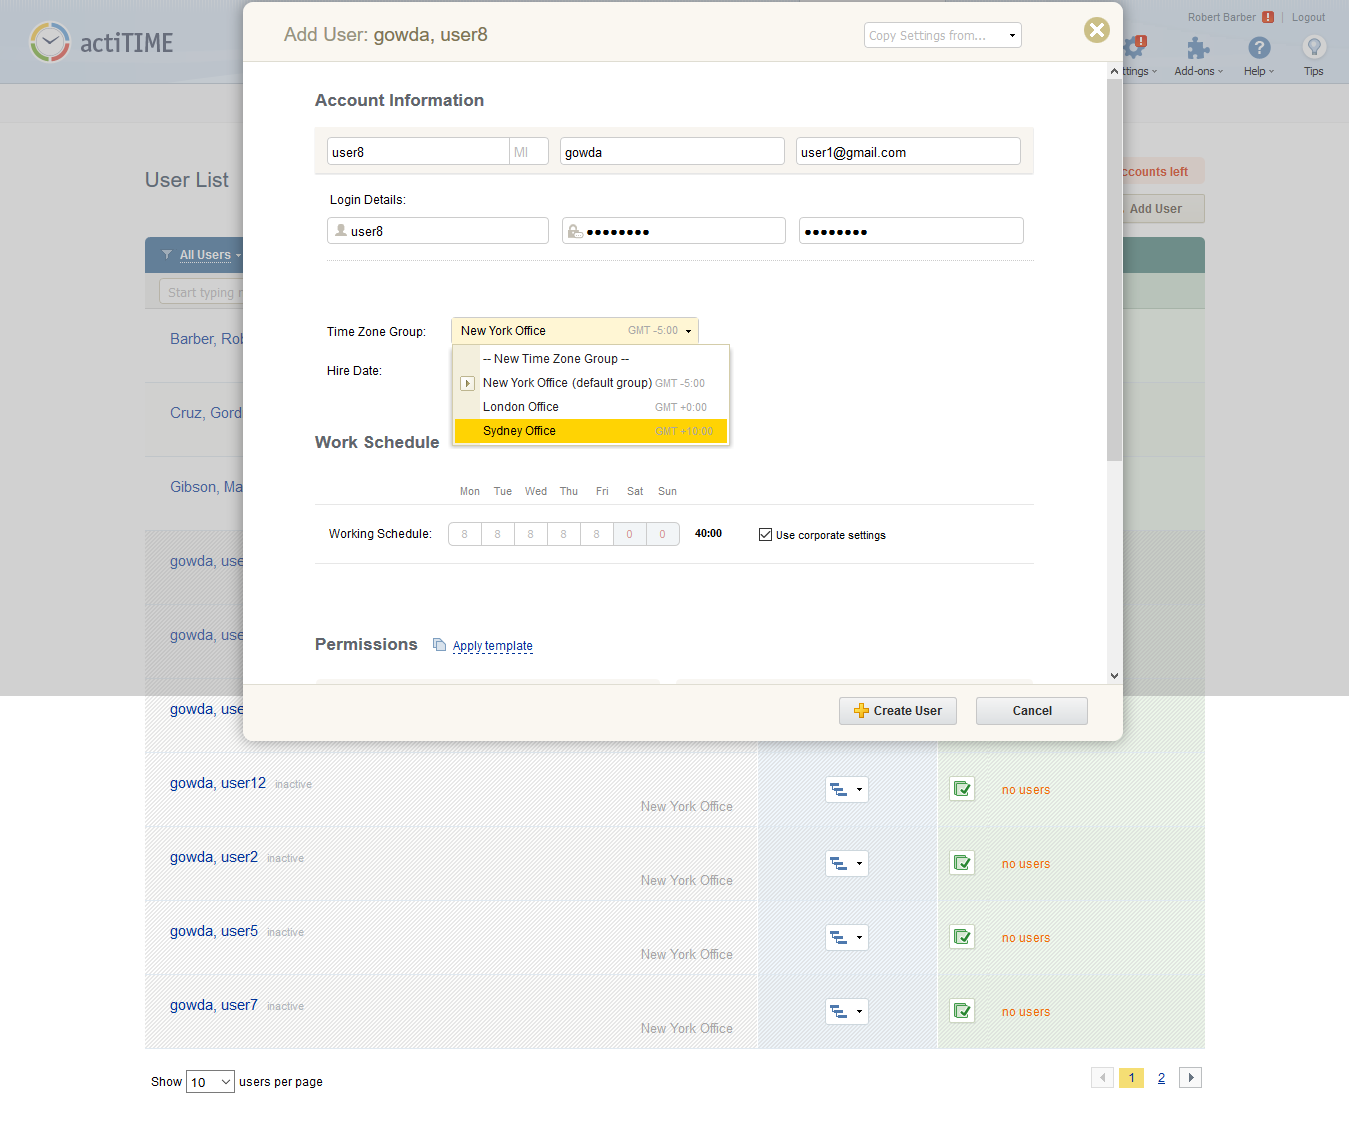 actiTIME
Robert Barber ! | Logout
Add User: gowda, user8
Copy Settings from...
ttings
Add-ons
Help
Tips
Account Information
user8 MI gowda user1@gmail.com
User List
ccounts left
Login Details:
Add User
user8 •••••••• ••••••••
All Users
Start typing
Time Zone Group: New York Office GMT -5:00
Barber, Rob
-- New Time Zone Group --
Hire Date:
New York Office (default group) GMT -5:00
London Office GMT +0:00
Cruz, Gord
Sydney Office GMT +10:00
Work Schedule
Gibson, Ma
Mon Tue Wed Thu Fri Sat Sun
Working Schedule: 8 8 8 8 8 0 0 40:00 Use corporate settings
gowda, use
gowda, use
Permissions Apply template
gowda, use
Create User Cancel
gowda, user12 inactive
no users
New York Office
gowda, user2 inactive
no users
New York Office
gowda, user5 inactive
no users
New York Office
gowda, user7 inactive
no users
New York Office
Show 10 users per page
1 2